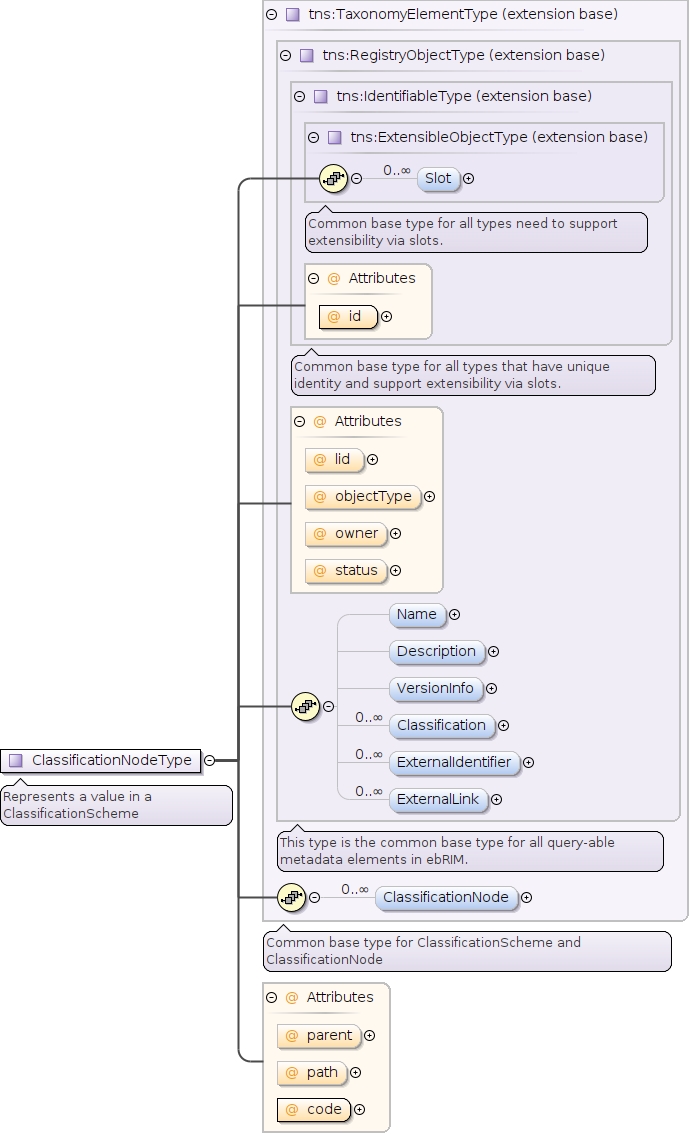 tns:TaxonomyElementType (extension base)
tns:RegistryObjectType (extension base)
tns:IdentifiableType (extension base)
tns:ExtensibleObjectType (extension base)
0..∞
Slot
Common base type for all types need to support
extensibility via slots.
@ Attributes
@ id
Common base type for all types that have unique
identity and support extensibility via slots.
@ Attributes
@ lid
@ objectType
@ owner
@ status
Name
Description
VersionInfo
0..∞
Classification
0..∞
ExternalIdentifier
0..∞
ExternalLink
ClassificationNodeType
Represents a value in a
ClassificationScheme
This type is the common base type for all query-able
metadata elements in ebRIM.
0..∞
ClassificationNode
Common base type for ClassificationScheme and
ClassificationNode
@ Attributes
@ parent
@ path
@ code